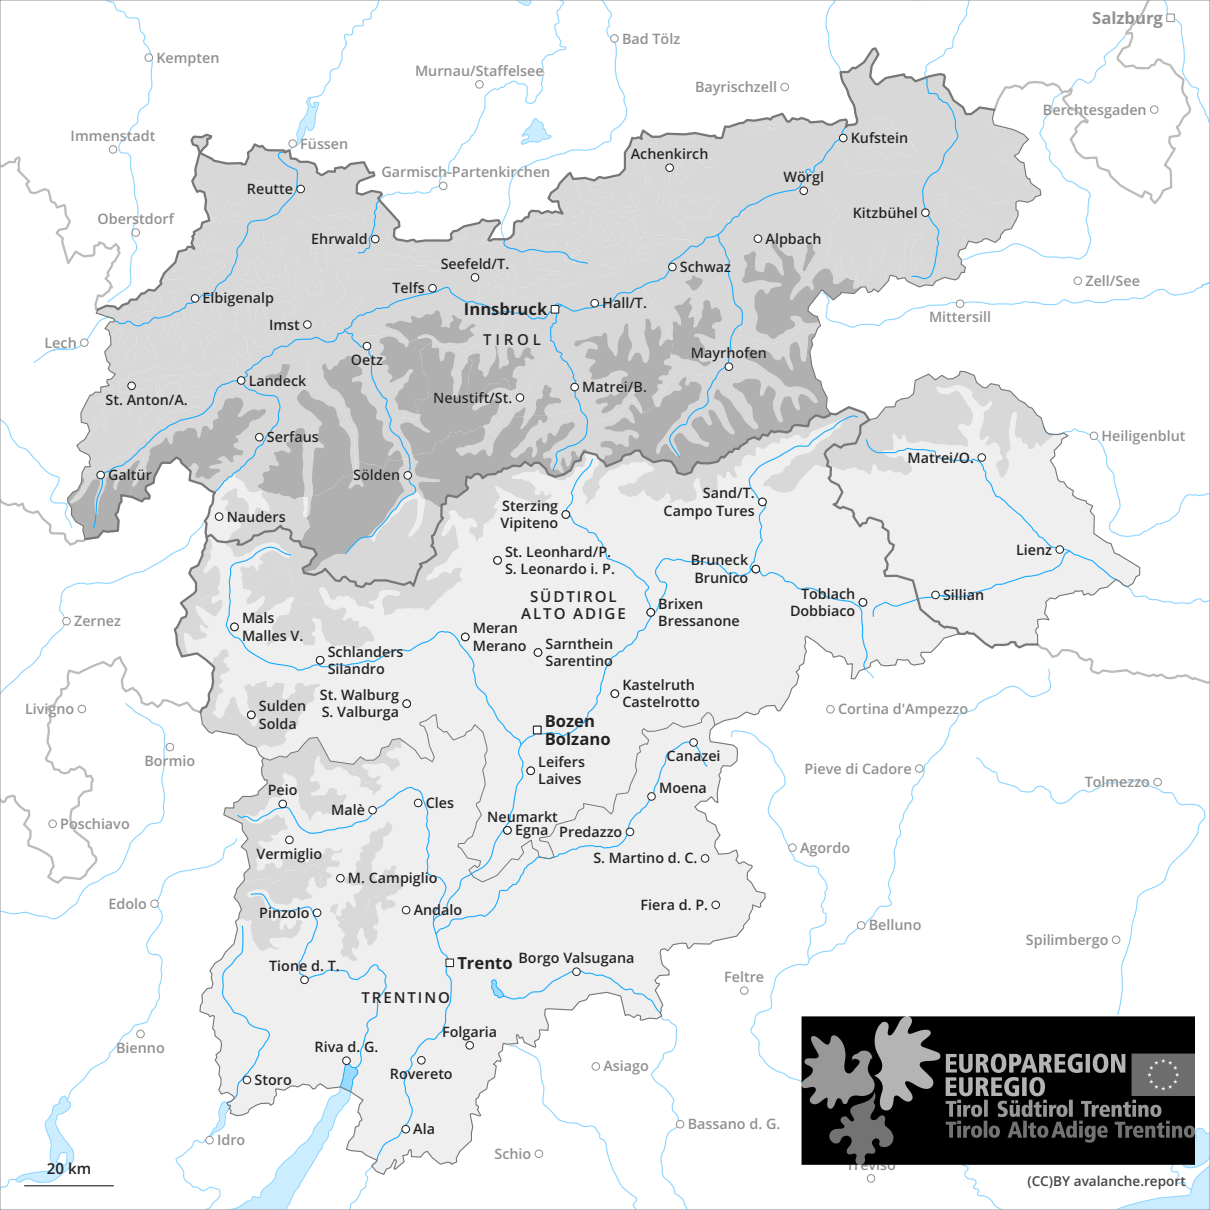 Salzburg
Bad Tölz
Kempten
Murnau/Staffelsee
Bayrischzell
Berchtesgaden
Immenstadt
Füssen
Kufstein
Achenkirch
Garmisch-Partenkirchen
Wörgl
Reutte
Oberstdorf
Kitzbühel
Ehrwald
Alpbach
Seefeld/T.
Schwaz
Telfs
Zell/See
Elbigenalp
Innsbruck
Hall/T.
Mittersill
Imst
TIROL
Lech
Oetz
Mayrhofen
Landeck
Matrei/B.
St. Anton/A.
Neustift/St.
Serfaus
Heiligenblut
Matrei/O.
Galtür
Sölden
Sand/T.
Campo Tures
Sterzing
Vipiteno
Nauders
St. Leonhard/P.
S. Leonardo i. P.
Lienz
Bruneck
Brunico
SÜDTIROL
ALTO ADIGE
Toblach
Dobbiaco
Sillian
Brixen
Bressanone
Zernez
Mals
Malles V.
Meran
Merano
Sarnthein
Sarentino
Schlanders
Silandro
Kastelruth
Castelrotto
St. Walburg
S. Valburga
Livigno
Sulden
Solda
Cortina d'Ampezzo
Bozen
Bolzano
Bormio
Canazei
Leifers
Laives
Pieve di Cadore
Tolmezzo
Peio
Moena
Malè
Cles
Poschiavo
Neumarkt
Egna
Predazzo
Vermiglio
S. Martino d. C.
Agordo
M. Campiglio
Edolo
Pinzolo
Andalo
Fiera d. P.
Belluno
Spilimbergo
Trento
Borgo Valsugana
Tione d. T.
Feltre
TRENTINO
Folgaria
Bienno
Riva d. G.
Asiago
Rovereto
Storo
EUROPAREGION
EUREGIO
Tirol Südtirol Trentino
Tirolo Alto Adige Trentino
Bassano d. G.
Ala
Idro
Schio
Treviso
20 km
(CC)BY avalanche.report